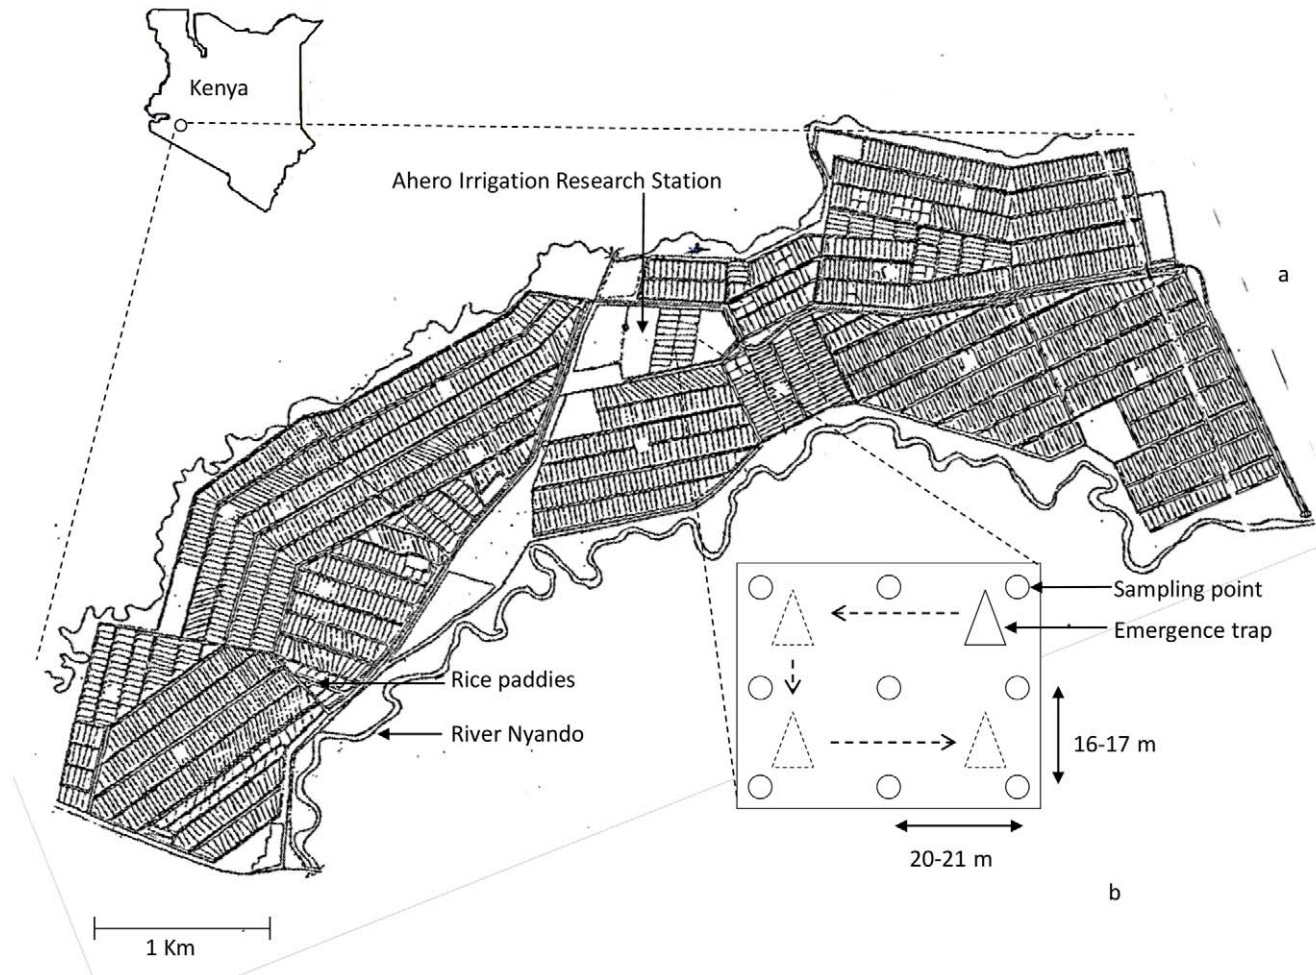 Kenya
Ahero Irrigation Research Station
a
Sampling point
Emergence trap
Rice paddies
River Nyando
16-17 m
20-21 m
b
1 Km